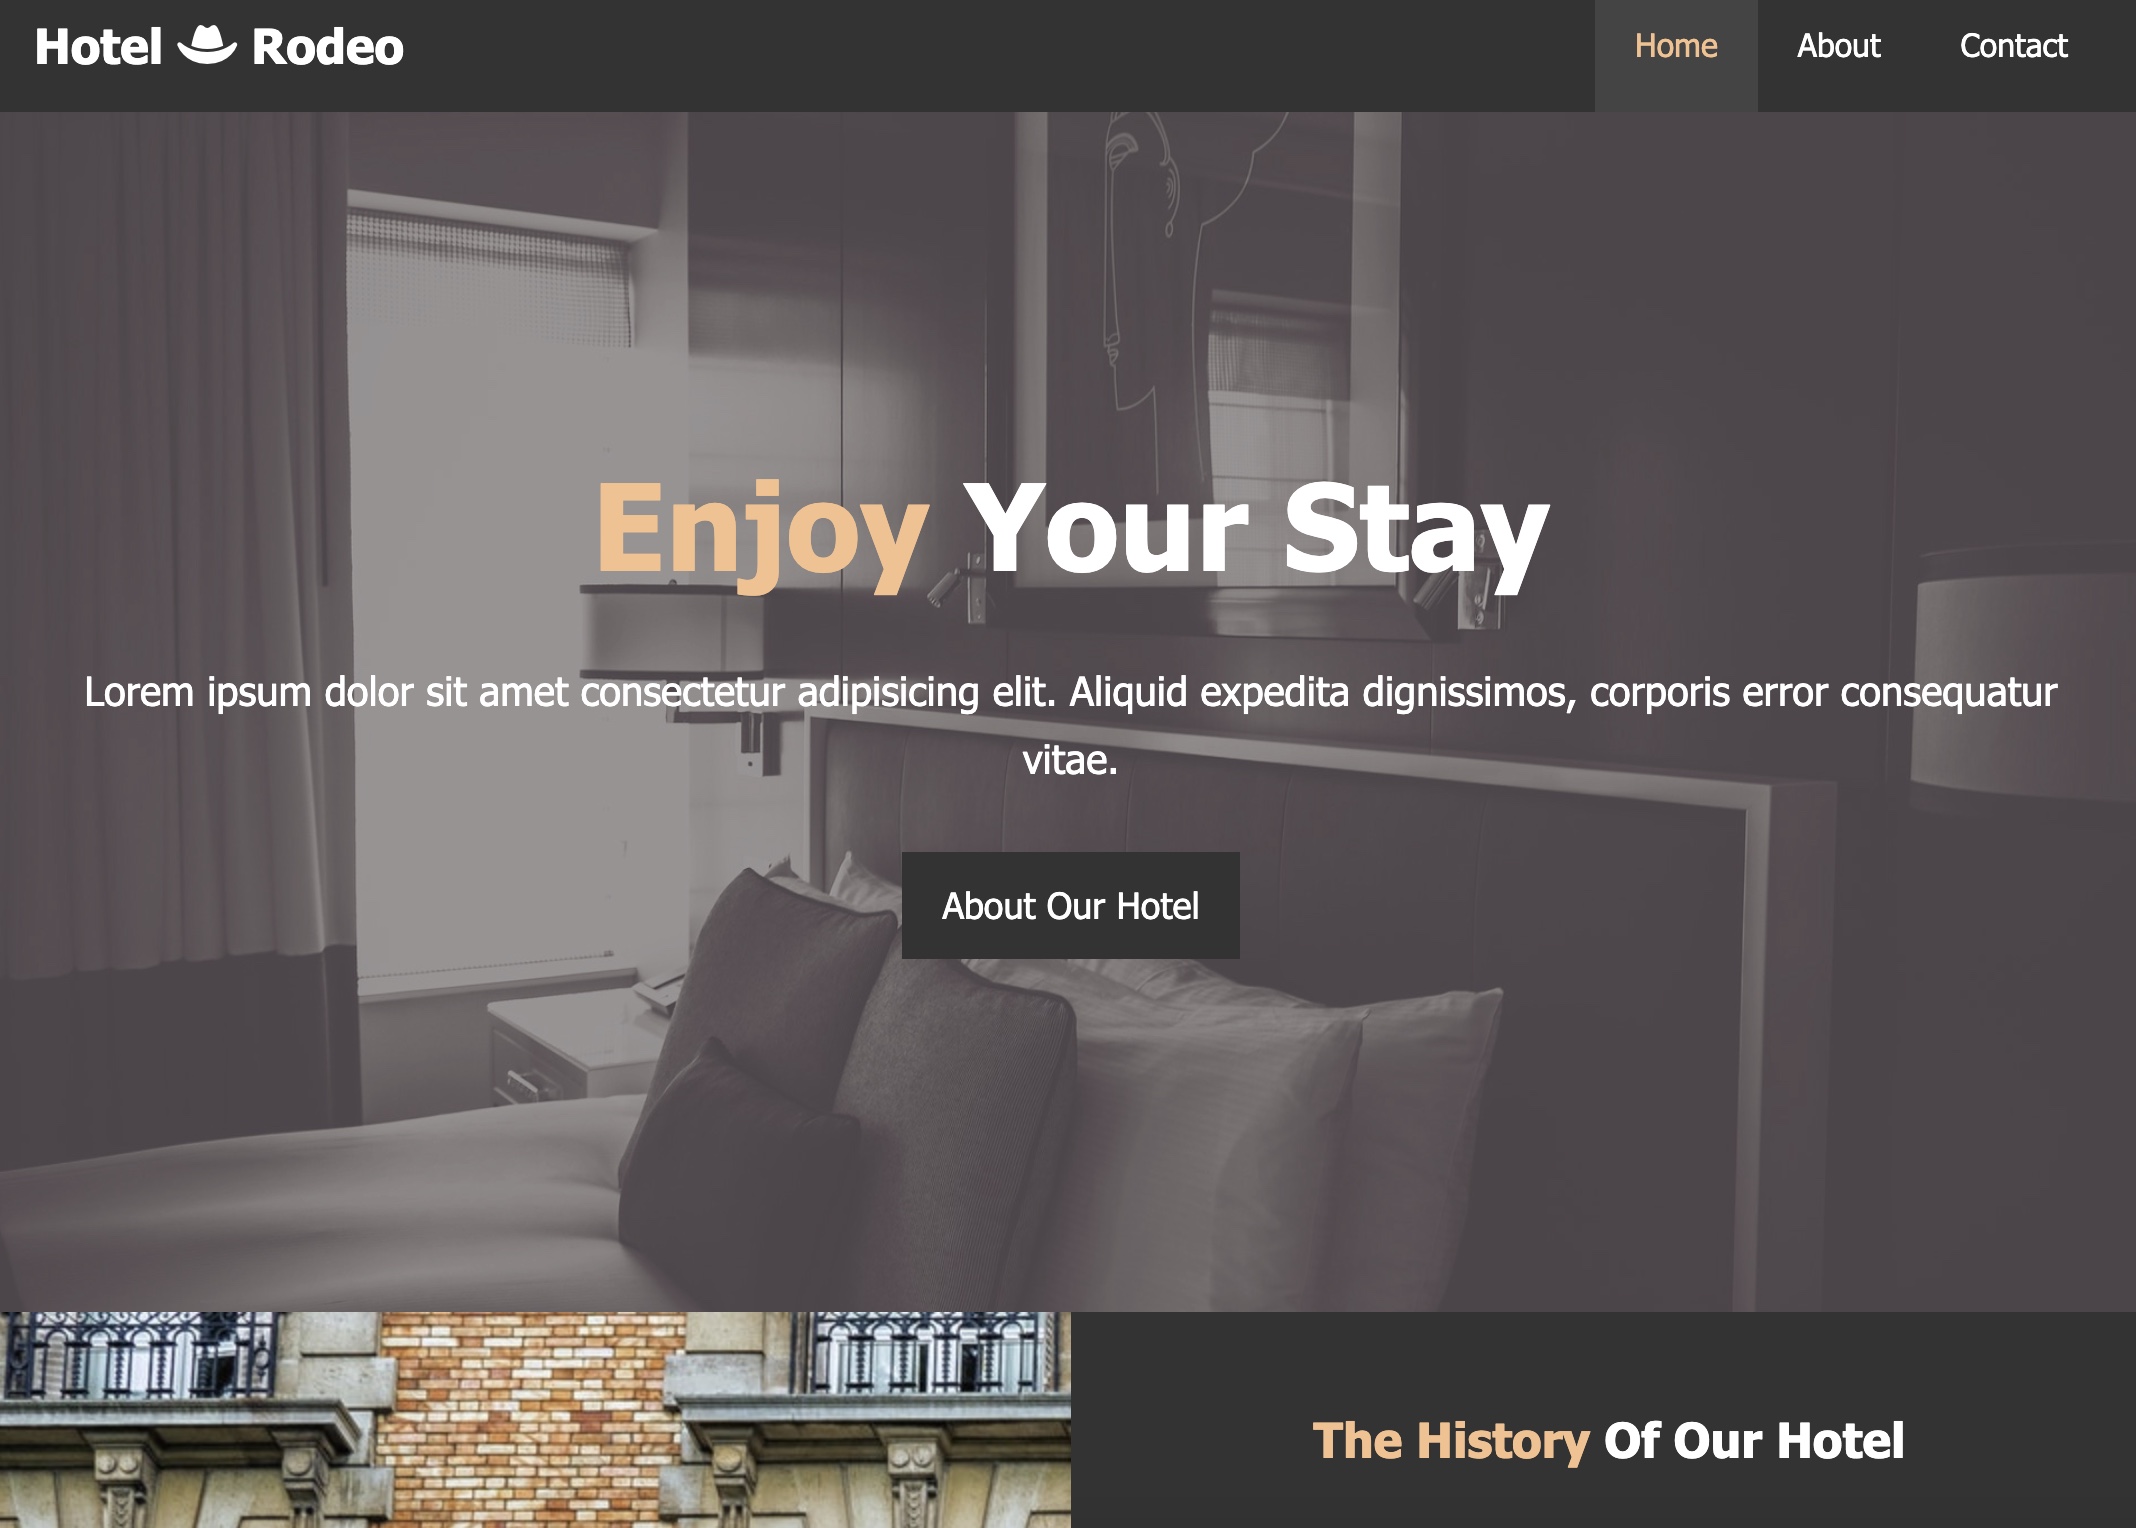 Hotel Rodeo
Home About Contact
Enjoy Your Stay
Lorem ipsum dolor sit amet consectetur adipisicing elit. Aliquid expedita dignissimos, corporis error consequatur
vitae.
About Our Hotel
The History Of Our Hotel